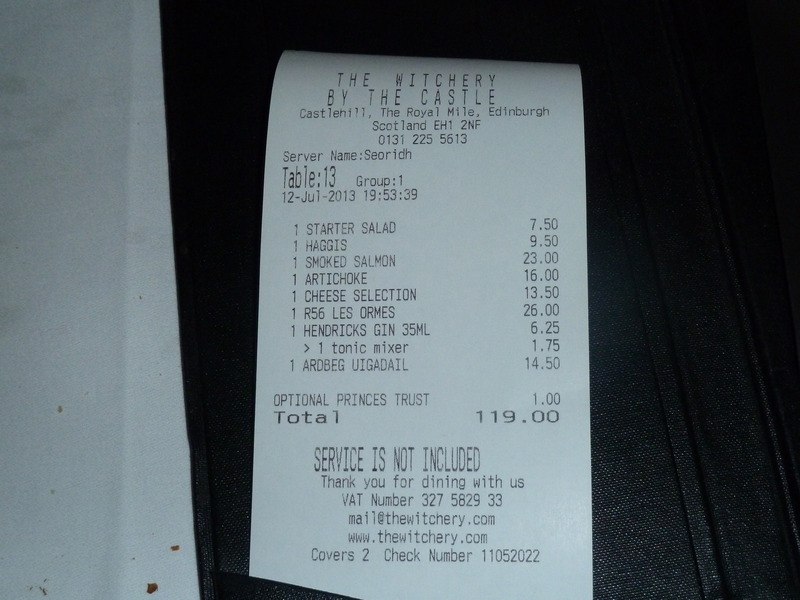 THE WITCHERY
BY THE CASTLE
Castlehill, The Royal Mile, Edinburgh
Scotland EH1 2NF
0131 225 5613
Server Name:Seoridh
Table:13 Group:1
12-Jul-2013 19:53:39
1 STARTER SALAD 7.50
1 HAGGIS 9.50
1 SMOKED SALMON 23.00
1 ARTICHOKE 16.00
1 CHEESE SELECTION 13.50
1 R56 LES ORMES 26.00
1 HENDRICKS GIN 35ML 6.25
> 1 tonic mixer 1.75
1 ARDBEG UIGADAIL 14.50
OPTIONAL PRINCES TRUST 1.00
Total 119.00
SERVICE IS NOT INCLUDED
Thank you for dining with us
VAT Number 327 5829 33
mail@thewitchery.com
www.thewitchery.com
Covers 2 Check Number 11052022